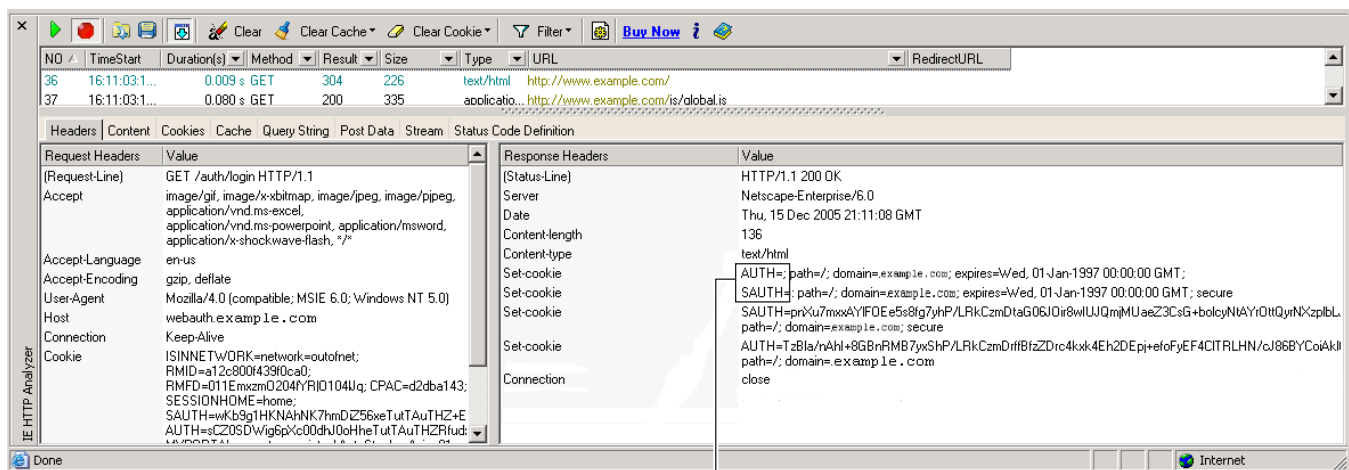 Clear Clear Cache Clear Cookie Filter Buy Now
NO TimeStart Duration(s) Method Result Size Type URL RedirectURL
36 16:11:03:1... 0.009 s GET 304 226 text/html http://www.example.com/
37 16:11:03:1... 0.080 s GET 200 335 applicatio... http://www.example.com/js/global.js
Headers Content Cookies Cache Query String Post Data Stream Status Code Definition
Request Headers Value
(Request-Line) GET /auth/login HTTP/1.1
Accept image/gif, image/x-xbitmap, image/jpeg, image/pjpeg,
application/vnd.ms-excel,
application/vnd.ms-powerpoint, application/msword,
application/x-shockwave-flash, */*
Accept-Language en-us
Accept-Encoding gzip, deflate
User-Agent Mozilla/4.0 (compatible; MSIE 6.0; Windows NT 5.0)
Host webauth.example.com
Connection Keep-Alive
Cookie ISINNETWORK=network=outofnet;
RMID=a12c800f439f0ca0;
CPAC=d2dba143;
SESSIONHOME=home;
Response Headers Value
(Status-Line) HTTP/1.1 200 OK
Server Netscape-Enterprise/6.0
Date Thu, 15 Dec 2005 21:11:08 GMT
Content-length 136
Content-type text/html
Set-cookie AUTH=; path=/; domain=.example.com; expires=Wed, 01-Jan-1997 00:00:00 GMT;
Set-cookie SAUTH=; path=/; domain=example.com; expires=Wed, 01-Jan-1997 00:00:00 GMT; secure
Set-cookie
path=/; domain=example.com; secure
Set-cookie
path=/; domain=.example.com
Connection close
IE HTTP Analyzer
Done Internet